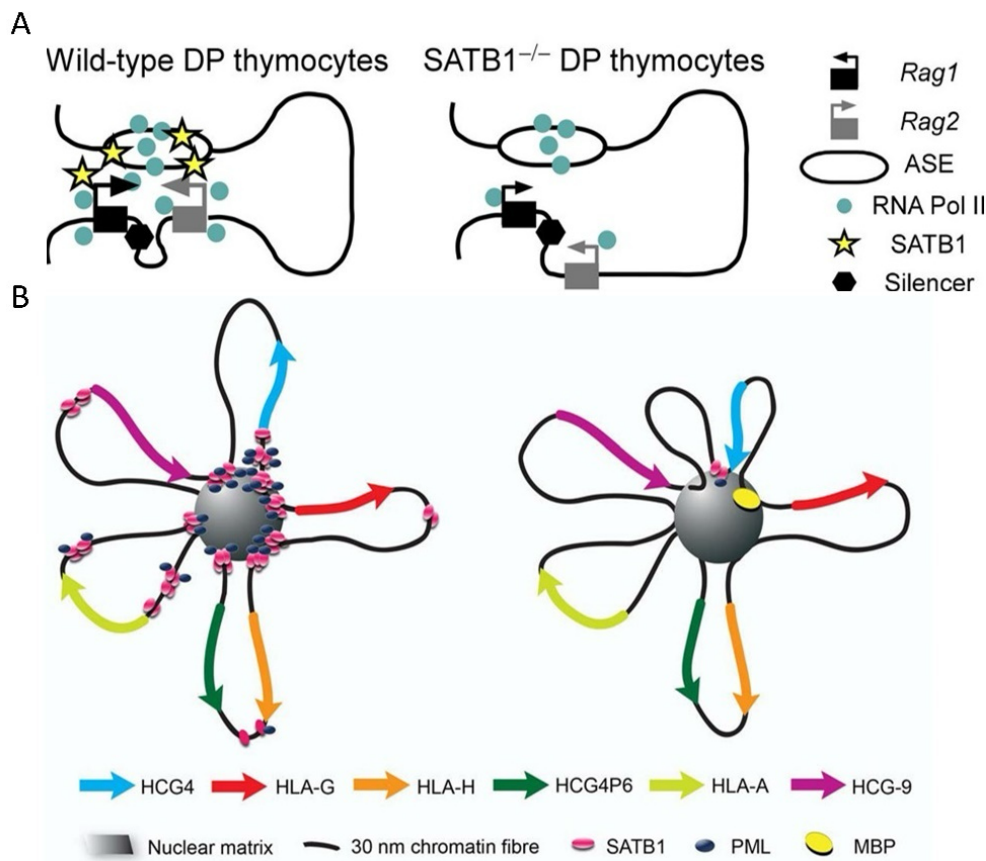 A
Wild-type DP thymocytes
SATB1–/– DP thymocytes
Rag1
Rag2
ASE
RNA Pol II
SATB1
Silencer
B
HCG4
HLA-G
HLA-H
HCG4P6
HLA-A
HCG-9
Nuclear matrix
30 nm chromatin fibre
SATB1
PML
MBP